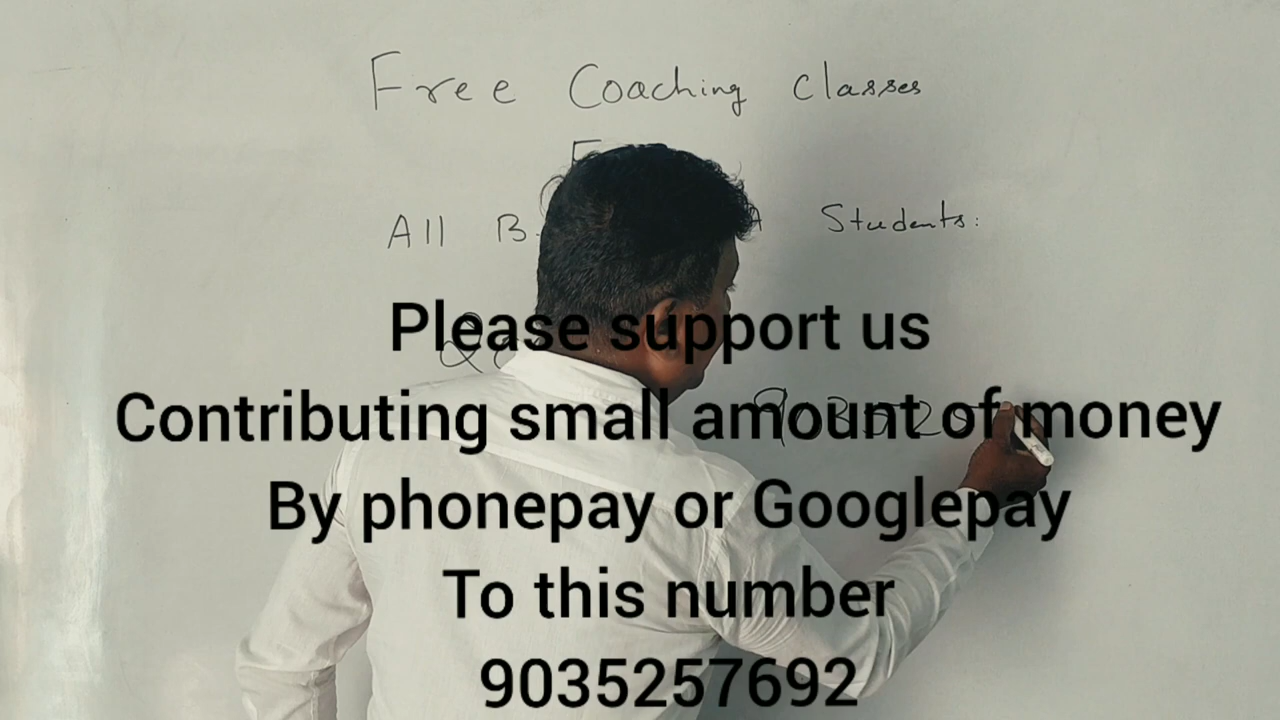 Free Coaching classes
All B. Students:
Please support us
Contributing small amount of money
By phonepay or Googlepay
To this number
9035257692